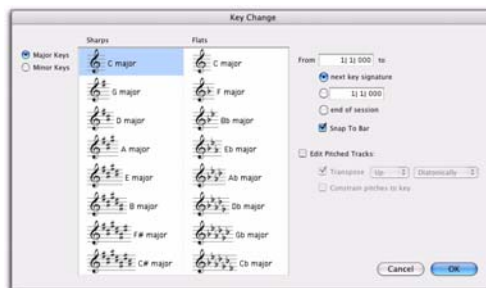 Key Change
Sharps
Flats
Major Keys
Minor Keys
C major
C major
G major
F major
D major
Bb major
A major
Eb major
E major
Ab major
B major
Db major
F# major
Gb major
C# major
Cb major
From 1| 1| 000 to
next key signature
1| 1| 000
end of session
Snap To Bar
Edit Pitched Tracks:
Transpose Up Diatonically
Constrain pitches to key
Cancel OK